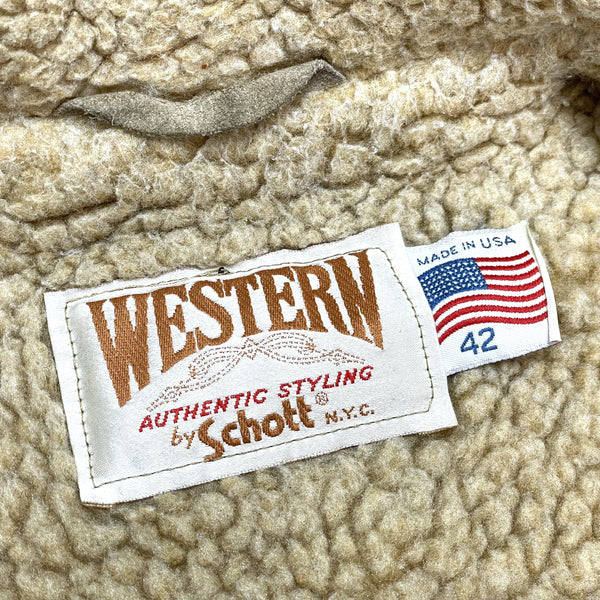 WESTERN
AUTHENTIC STYLING
by Schott® N.Y.C.
MADE IN USA
42